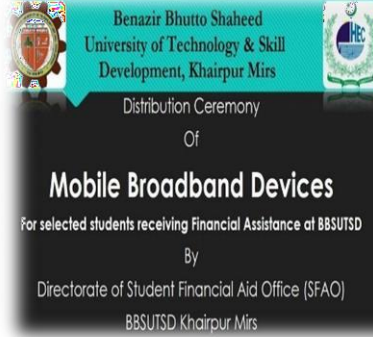 Benazir Bhutto Shaheed
University of Technology & Skill
Development, Khairpur Mirs
HEC
Distribution Ceremony
Of
Mobile Broadband Devices
For selected students receiving Financial Assistance at BBSUTSD
By
Directorate of Student Financial Aid Office (SFAO)
BBSUTSD Khairpur Mirs